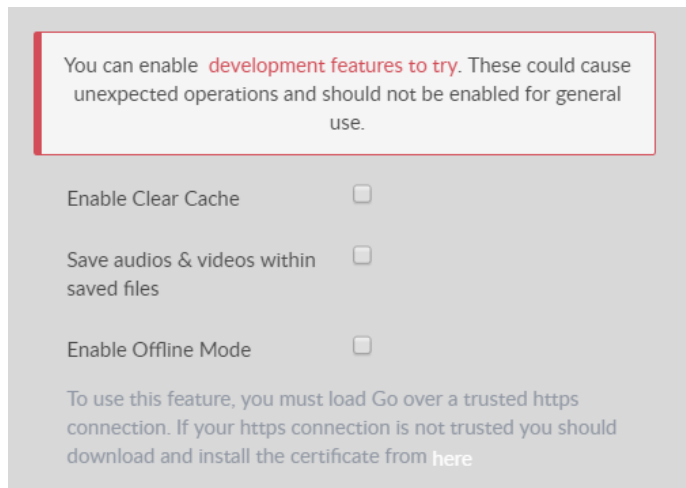 You can enable development features to try. These could cause
unexpected operations and should not be enabled for general
use.
Enable Clear Cache
Save audios & videos within
saved files
Enable Offline Mode
To use this feature, you must load Go over a trusted https
connection. If your https connection is not trusted you should
download and install the certificate from here